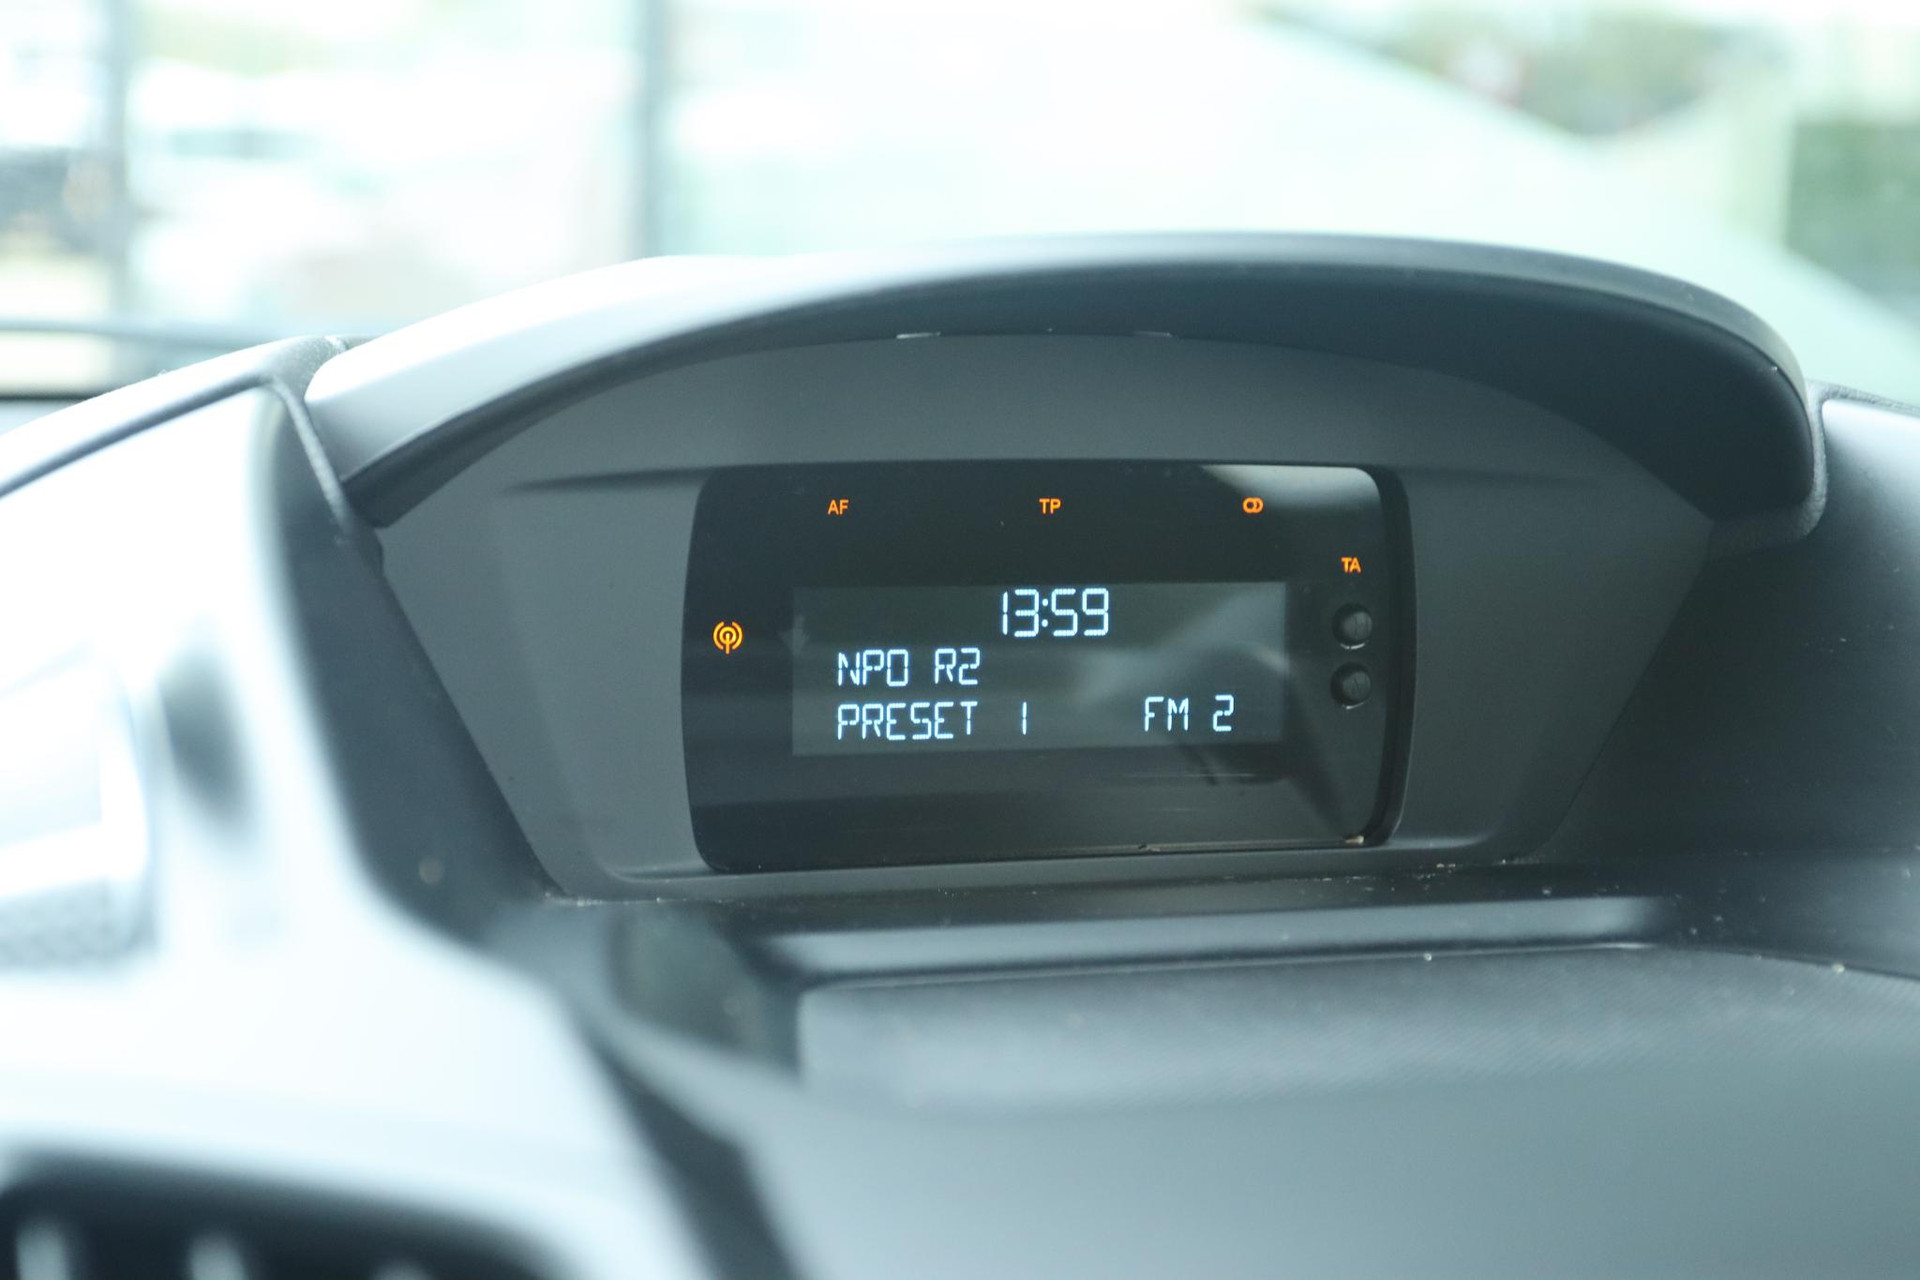 AF TP
TA
13:59
NPO R2
PRESET 1 FM 2